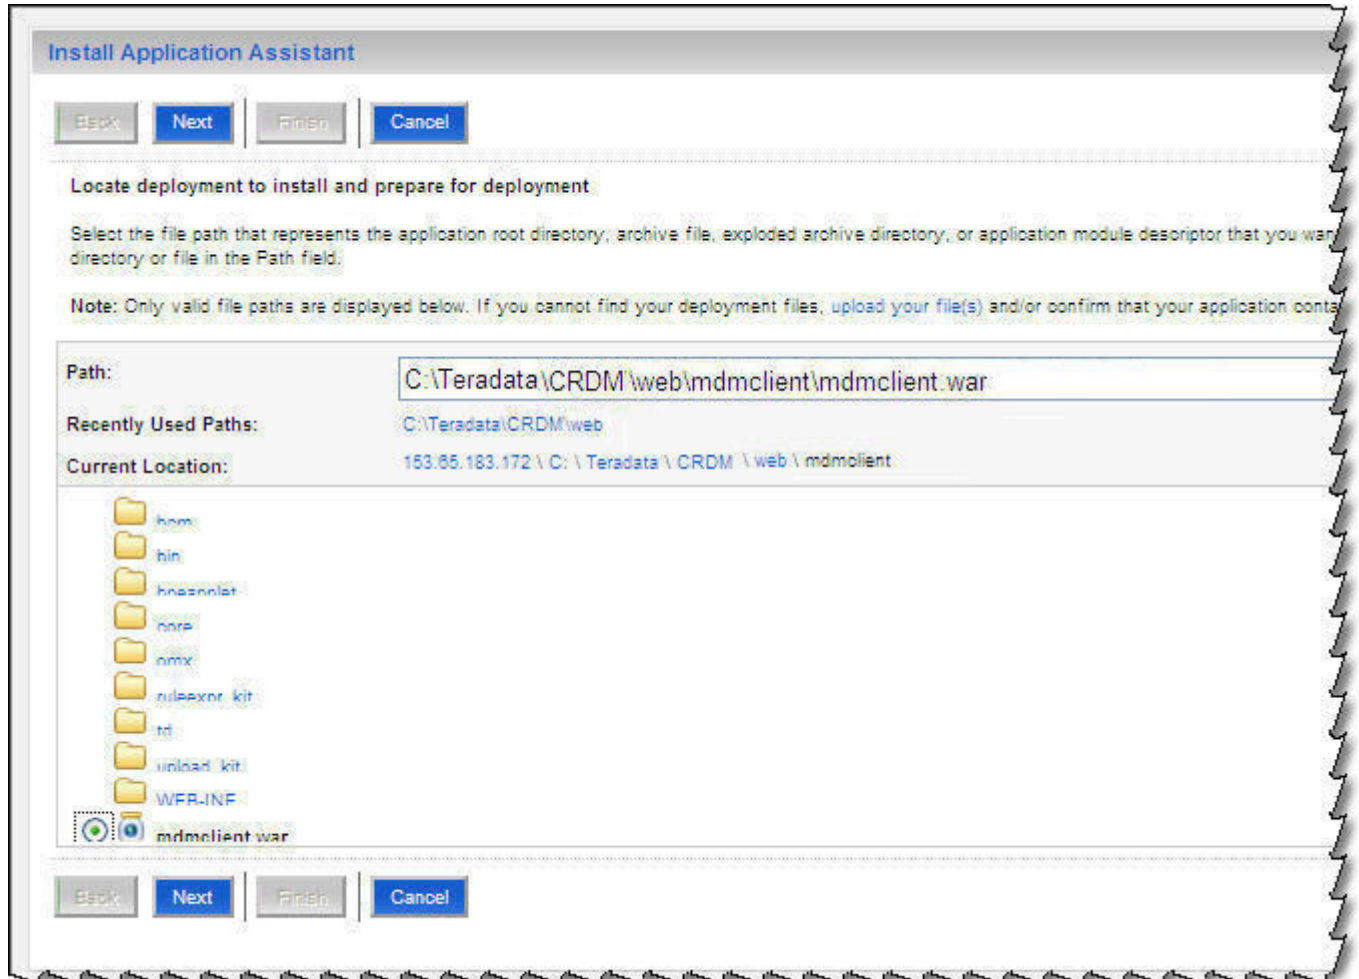 Install Application Assistant
Back Next Finish Cancel
Locate deployment to install and prepare for deployment
Select the file path that represents the application root directory, archive file, exploded archive directory, or application module descriptor that you
directory or file in the Path field.
Note: Only valid file paths are displayed below. If you cannot find your deployment files, upload your file(s) and/or confirm that your application
Path: C:\Teradata\CRDM\web\mdmclient\mdmclient.war
Recently Used Paths: C:\Teradata\CRDM\web
Current Location: 153.65.183.172 \ C: \ Teradata \ CRDM \ web \ mdmclient
bin
core
omx
ruleexpr_kit
td
upload_kit
WEB-INF
mdmclient.war
Back Next Finish Cancel